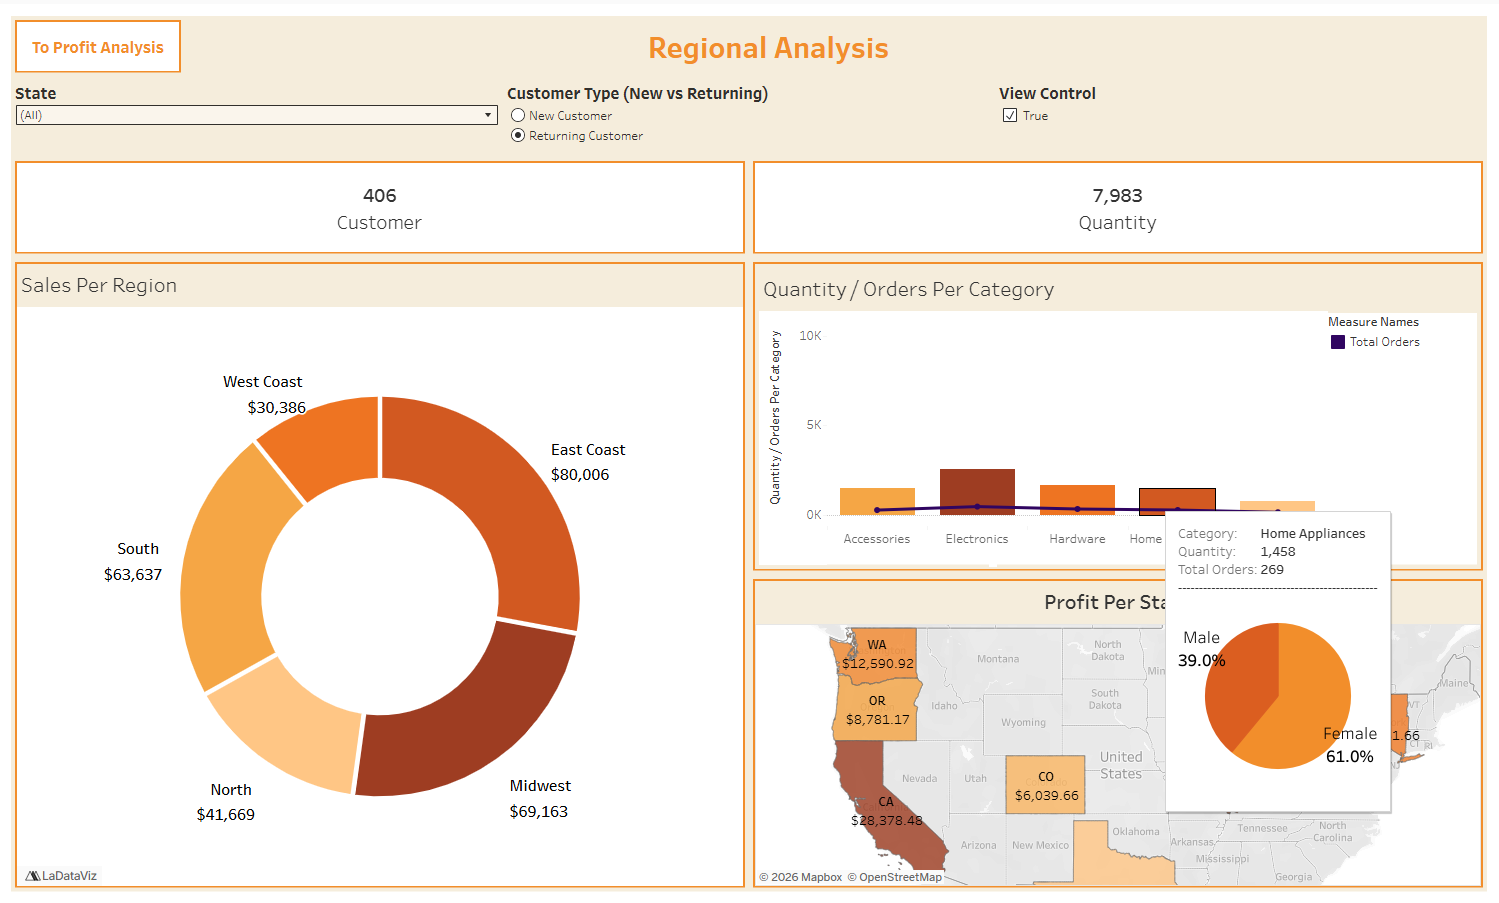 To Profit Analysis
Regional Analysis
State
(All)
Customer Type (New vs Returning)
New Customer
Returning Customer
View Control
True
406
Customer
7,983
Quantity
Sales Per Region
West Coast
$30,386
East Coast
$80,006
South
$63,637
North
$41,669
Midwest
$69,163
LaDataViz
Quantity / Orders Per Category
Quantity / Orders Per Category
10K
5K
0K
Accessories
Electronics
Hardware
Home
Measure Names
Total Orders
Category: Home Appliances
Quantity: 1,458
Total Orders: 269
Male
39.0%
Female
61.0%
Profit Per Sta
WA
$12,590.92
OR
$8,781.17
CA
$28,378.48
CO
$6,039.66
1.66
Montana
North
Dakota
Min
South
Dakota
Idaho
Wyoming
Nevada
Utah
United
States
Arizona
New Mexico
Oklahoma
Arkansas
Tennessee
North
Carolina
Mississippi
Georgia
Maine
VT
CT
RI
© 2026 Mapbox © OpenStreetMap